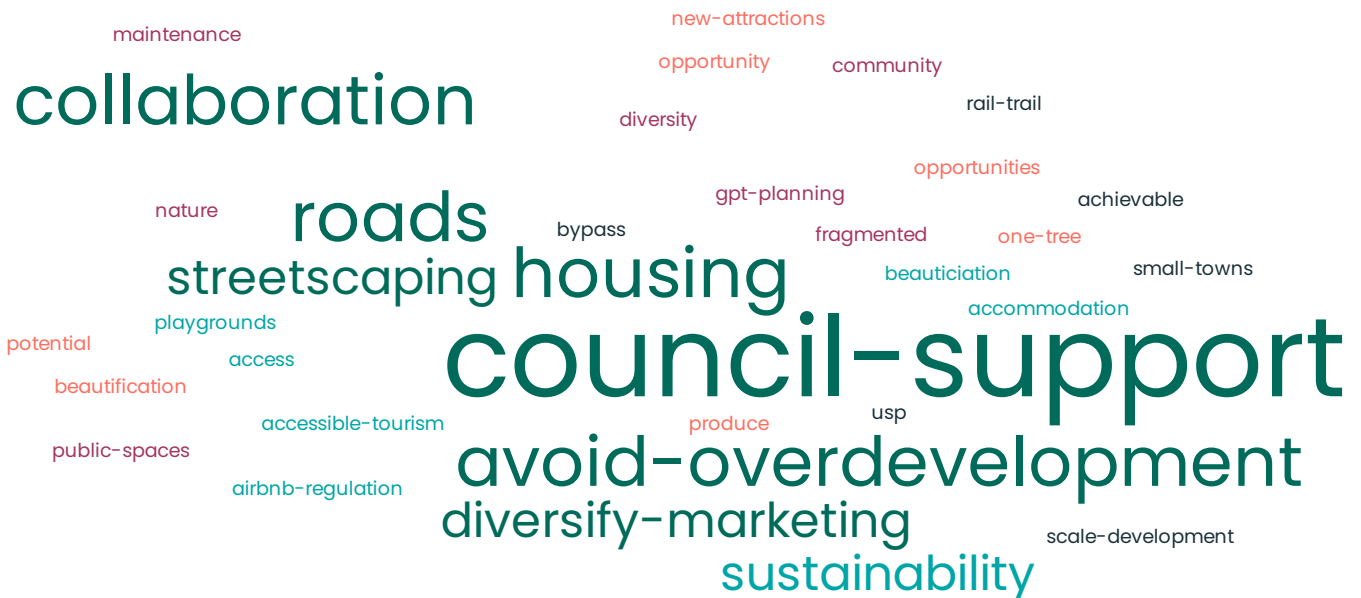 new-attractions
maintenance
opportunity
community
collaboration
rail-trail
diversity
opportunities
gpt-planning
achievable
nature
roads
bypass
fragmented
one-tree
small-towns
streetscaping
housing
beauticiation
accommodation
playgrounds
potential
access
council-support
beautification
usp
accessible-tourism
produce
public-spaces
avoid-overdevelopment
airbnb-regulation
diversify-marketing
scale-development
sustainability